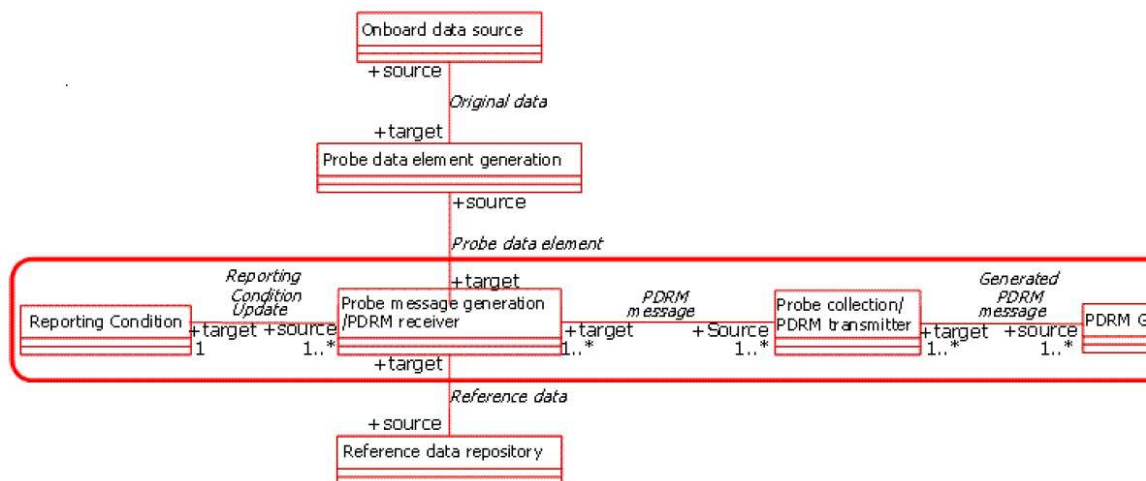 Onboard data source
+source
Original data
+target
Probe data element generation
+source
Probe data element
+target
Reporting
Condition
Update
Reporting Condition
+target
1
+source
1..*
Probe message generation
/PDRM receiver
PDRM
message
+target
1..*
+Source
1..*
Probe collection/
PDRM transmitter
Generated
PDRM
message
+target
1..*
+source
1..*
PDRM G
+target
Reference data
+source
Reference data repository